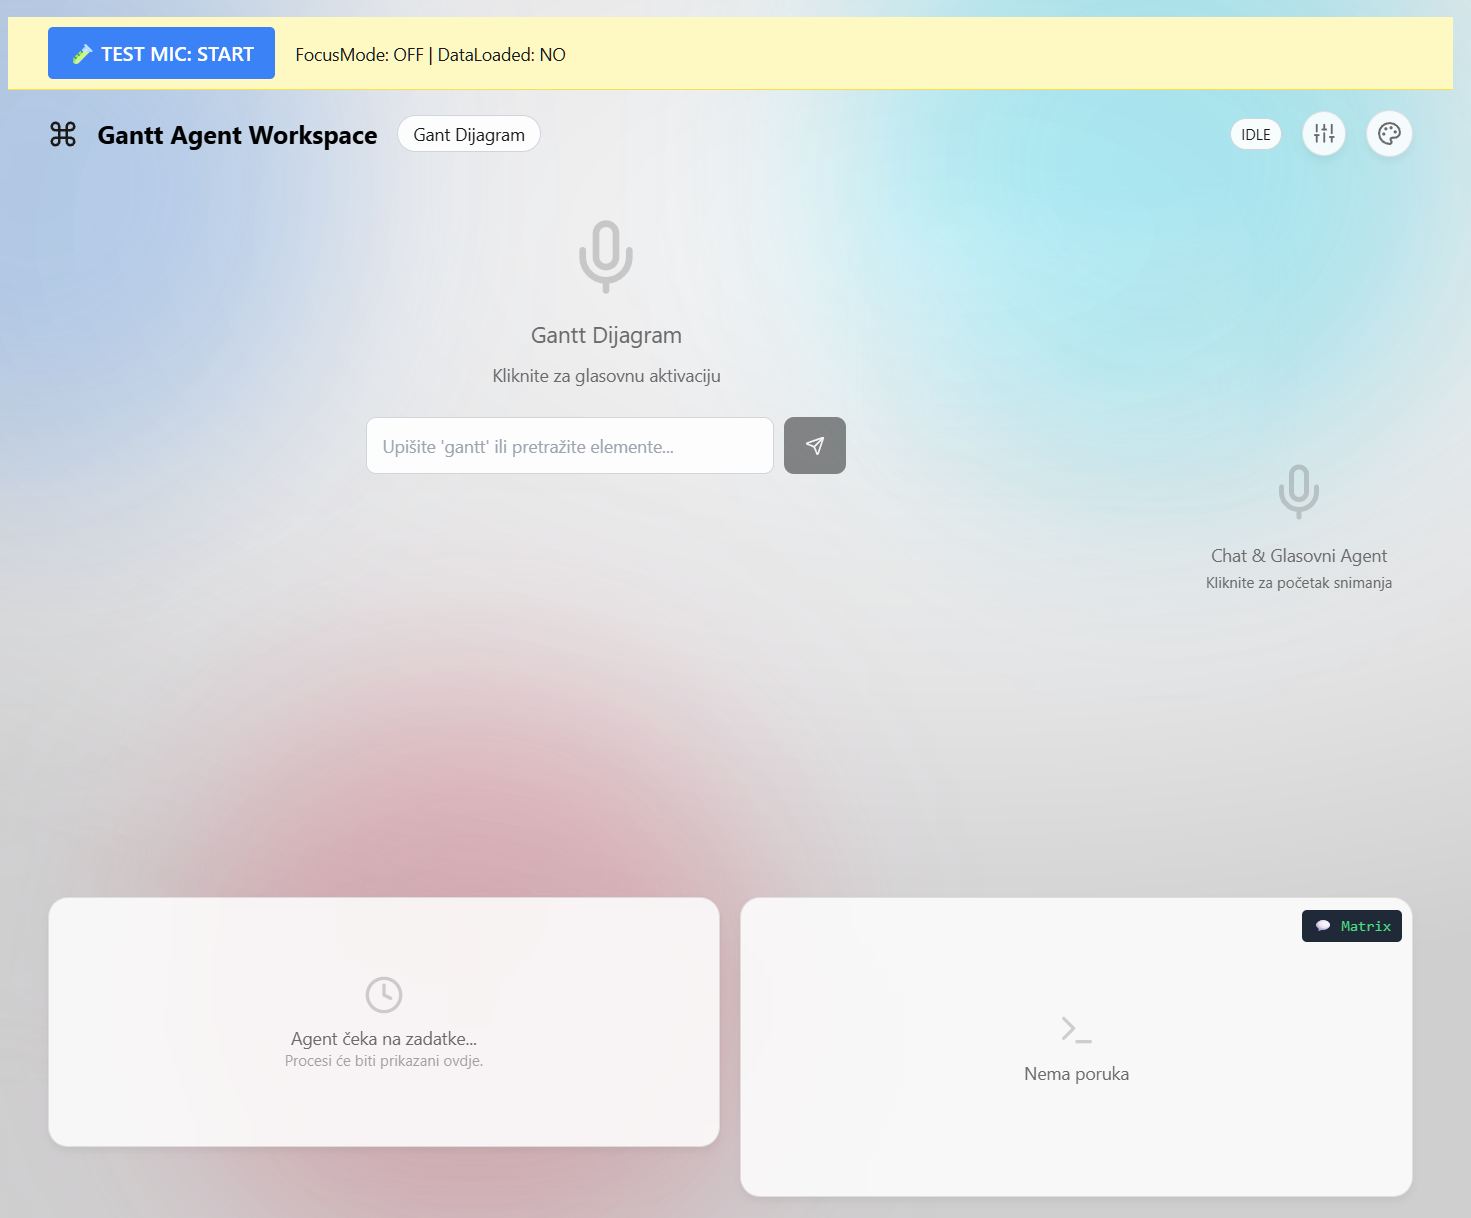 TEST MIC: START
FocusMode: OFF | DataLoaded: NO
Gantt Agent Workspace
Gant Dijagram
IDLE
Gantt Dijagram
Kliknite za glasovnu aktivaciju
Upišite 'gantt' ili pretražite elemente...
Chat & Glasovni Agent
Kliknite za početak snimanja
Agent čeka na zadatke...
Procesi će biti prikazani ovdje.
Matrix
Nema poruka